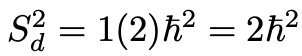 $S_d^2 = 1(2)\hbar^2 = 2\hbar^2$